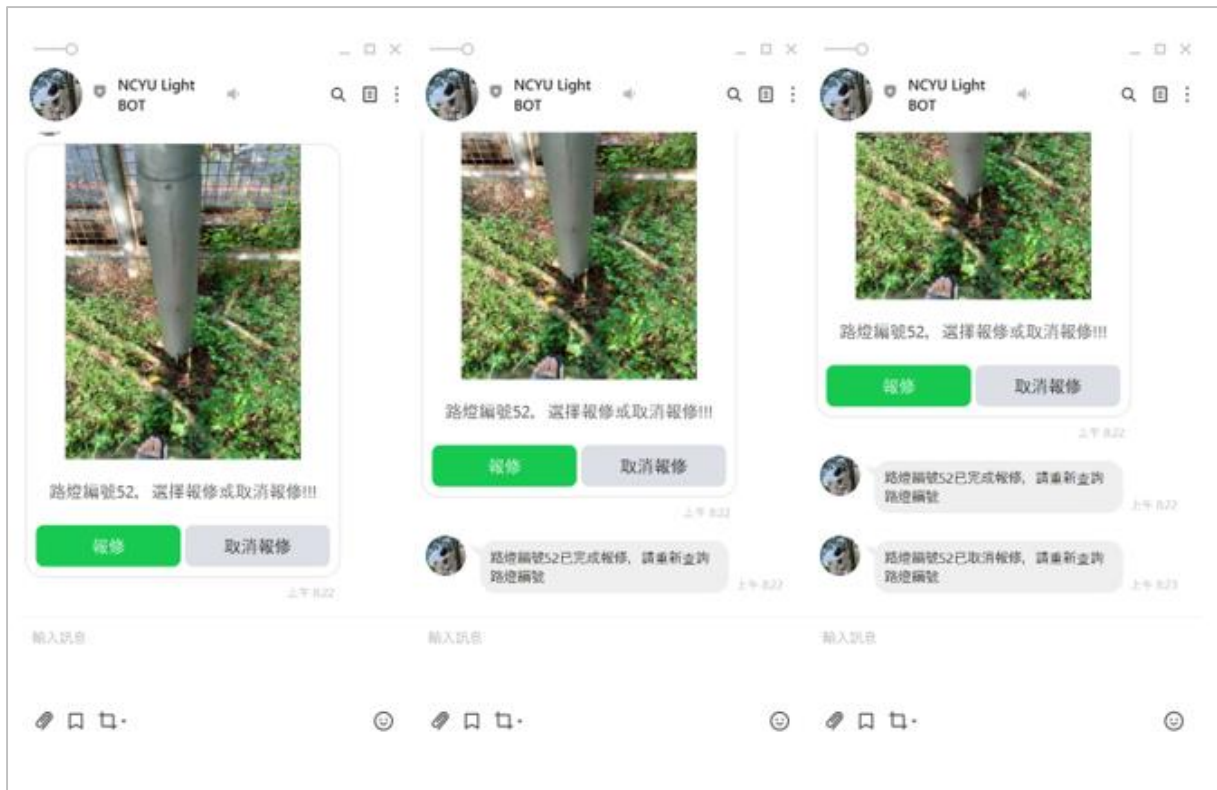 NCYU Light
BOT
路燈編號52。選擇報修或取消報修!!!
報修
取消報修
上午 8:22
輸入訊息
NCYU Light
BOT
路燈編號52。選擇報修或取消報修!!!
報修
取消報修
上午 8:22
路燈編號52已完成報修，請重新查詢
路燈編號
上午 8:22
輸入訊息
NCYU Light
BOT
路燈編號52。選擇報修或取消報修!!!
報修
取消報修
上午 8:22
路燈編號52已完成報修，請重新查詢
路燈編號
上午 8:22
路燈編號52已取消報修，請重新查詢
路燈編號
上午 8:23
輸入訊息